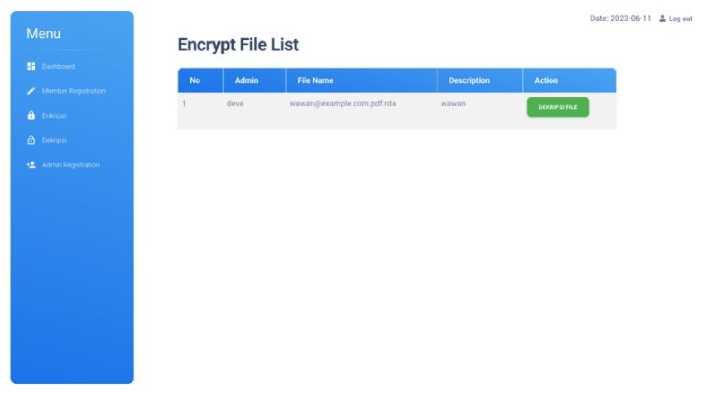 Date: 2023-06-11 Log out
Menu
Dashboard
Member Registration
Enkripsi
Dekripsi
Admin Registration
Encrypt File List
No Admin File Name Description Action
1 deva wawan@example.com.pdf.rda wawan DEKRIPSI FILE